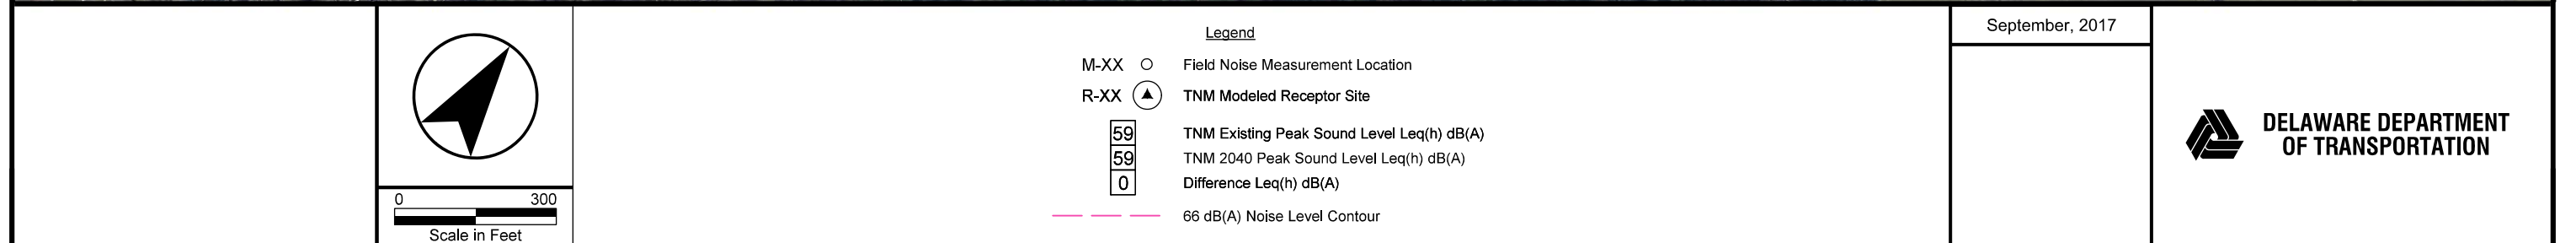 0 300
Scale in Feet
Legend
M-XX Field Noise Measurement Location
R-XX TNM Modeled Receptor Site
59 TNM Existing Peak Sound Level Leq(h) dB(A)
59 TNM 2040 Peak Sound Level Leq(h) dB(A)
0 Difference Leq(h) dB(A)
66 dB(A) Noise Level Contour
September, 2017
DELAWARE DEPARTMENT
OF TRANSPORTATION